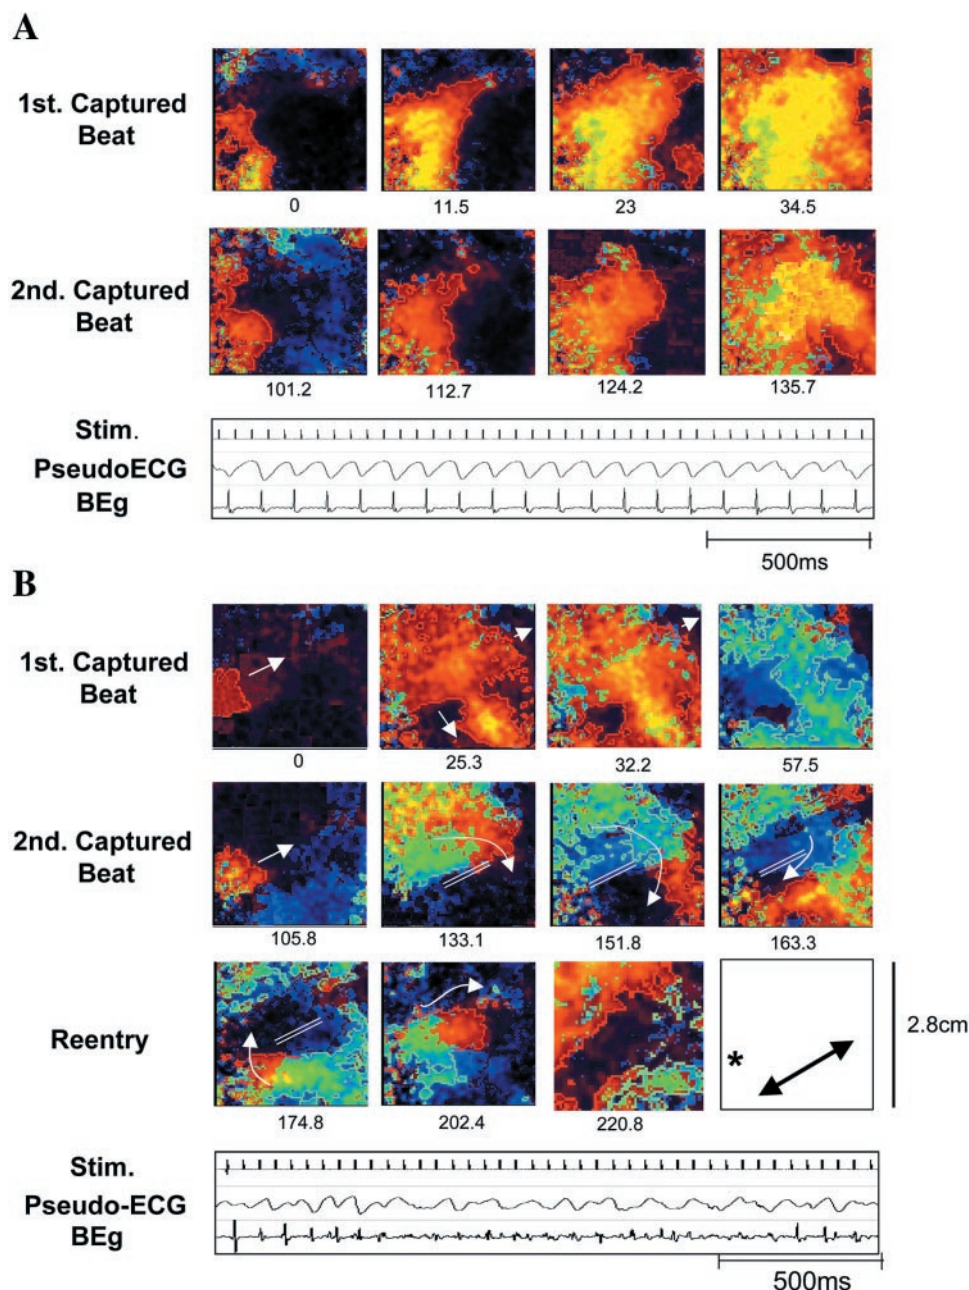 A
1st. Captured
Beat
0
11.5
23
34.5
2nd. Captured
Beat
101.2
112.7
124.2
135.7
Stim.
PseudoECG
BEg
500ms
B
1st. Captured
Beat
0
25.3
32.2
57.5
2nd. Captured
Beat
105.8
133.1
151.8
163.3
Reentry
174.8
202.4
220.8
*
2.8cm
Stim.
Pseudo-ECG
BEg
500ms